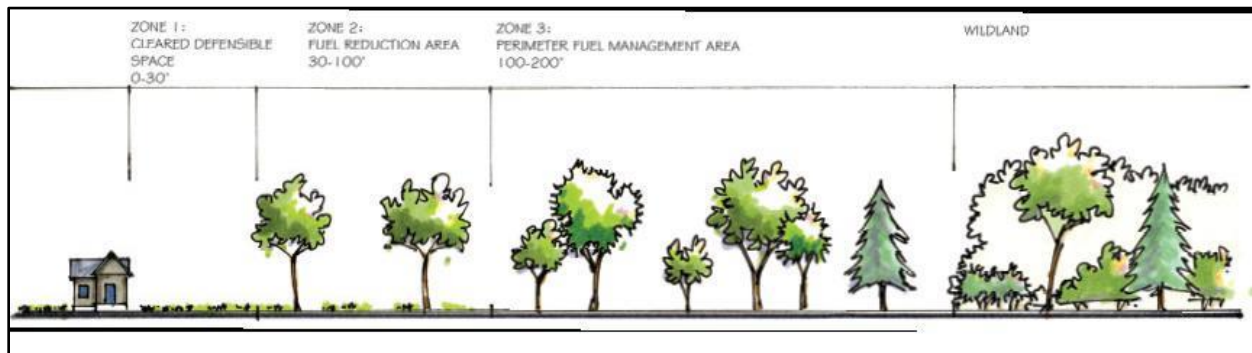 ZONE 1:
CLEARED DEFENSIBLE
SPACE
0-30'
ZONE 2:
FUEL REDUCTION AREA
30-100'
ZONE 3:
PERIMETER FUEL MANAGEMENT AREA
100-200'
WILDLAND